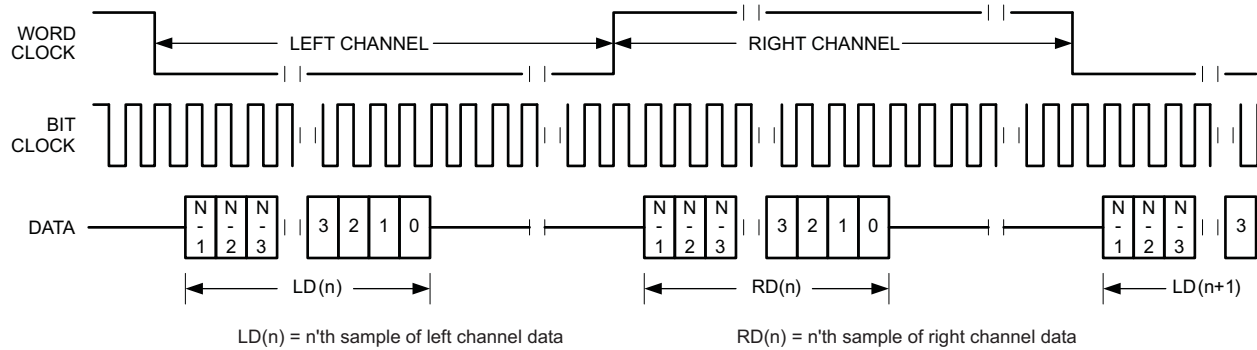 WORD
CLOCK
LEFT CHANNEL
RIGHT CHANNEL
BIT
CLOCK
DATA
N
-
1
N
-
2
N
-
3
3
2
1
0
N
-
1
N
-
2
N
-
3
3
2
1
0
N
-
1
N
-
2
N
-
3
3
LD(n)
RD(n)
LD(n+1)
LD(n) = n'th sample of left channel data
RD(n) = n'th sample of right channel data